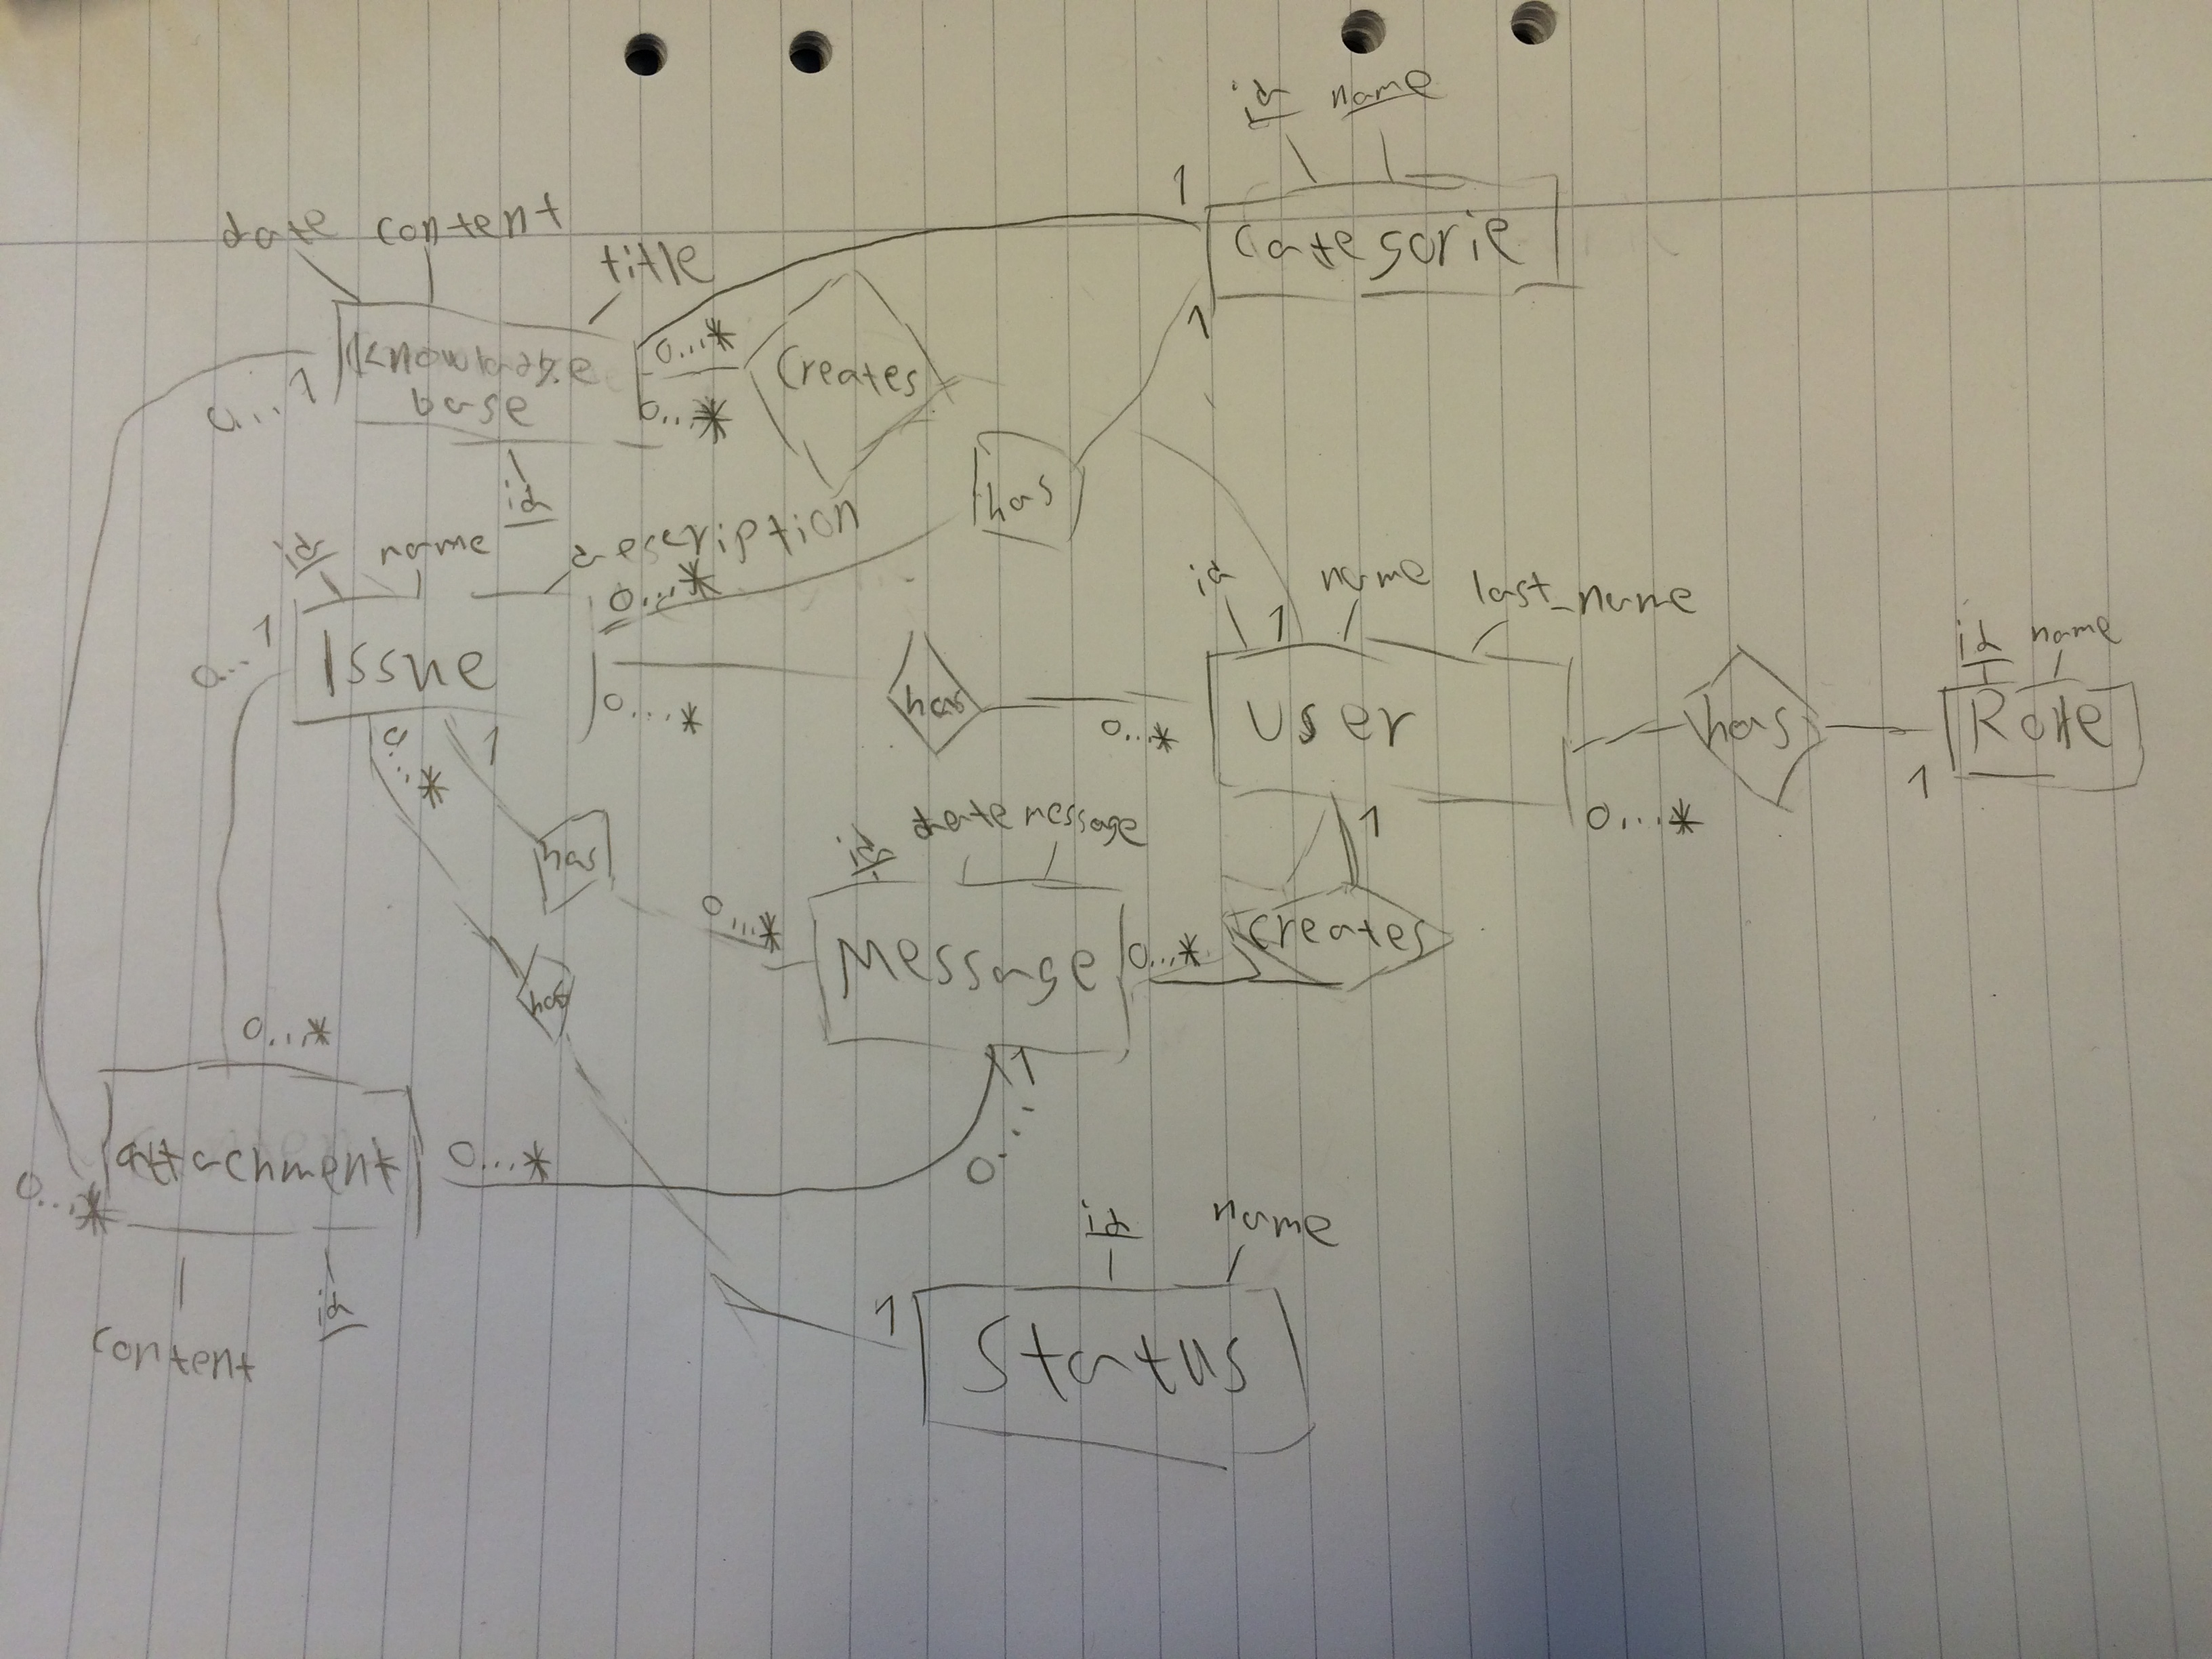 date content title
0...1
Knowladge
base
0...*
0...*
id
Creates
1
id name
Categorie
1
has
id name description
0...1
Issue
0...*
0...*
0...*
1
has
has
has
0...*
id name last_name
1
User
1
0...*
has
1
id name
Rolle
0...*
attachment
0...*
0...*
content id
0...*
id date message
Message
0...1
0...*
creates
1
Status
id name